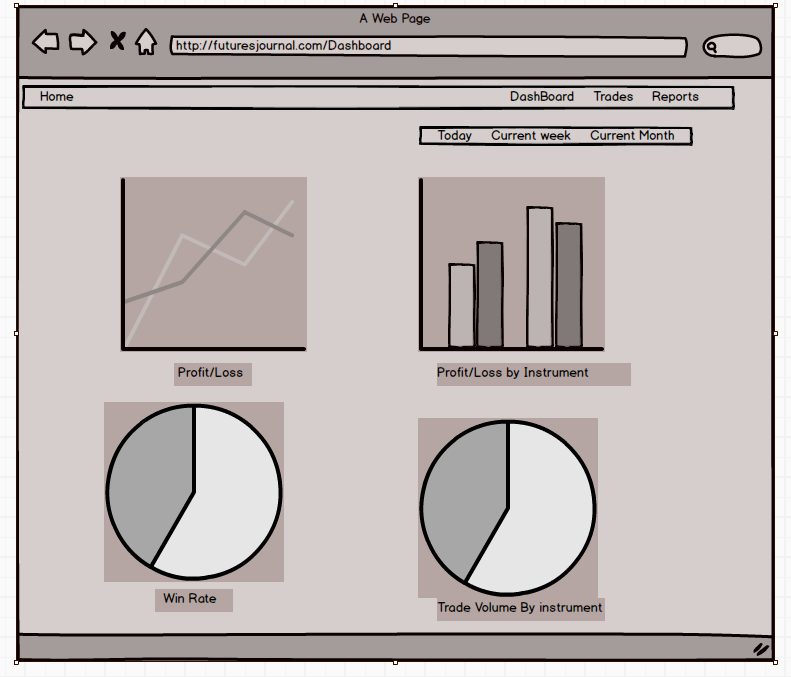 A Web Page
http://futuresjournal.com/Dashboard
Home DashBoard Trades Reports
Today Current week Current Month
Profit/Loss
Profit/Loss by Instrument
Win Rate
Trade Volume By instrument